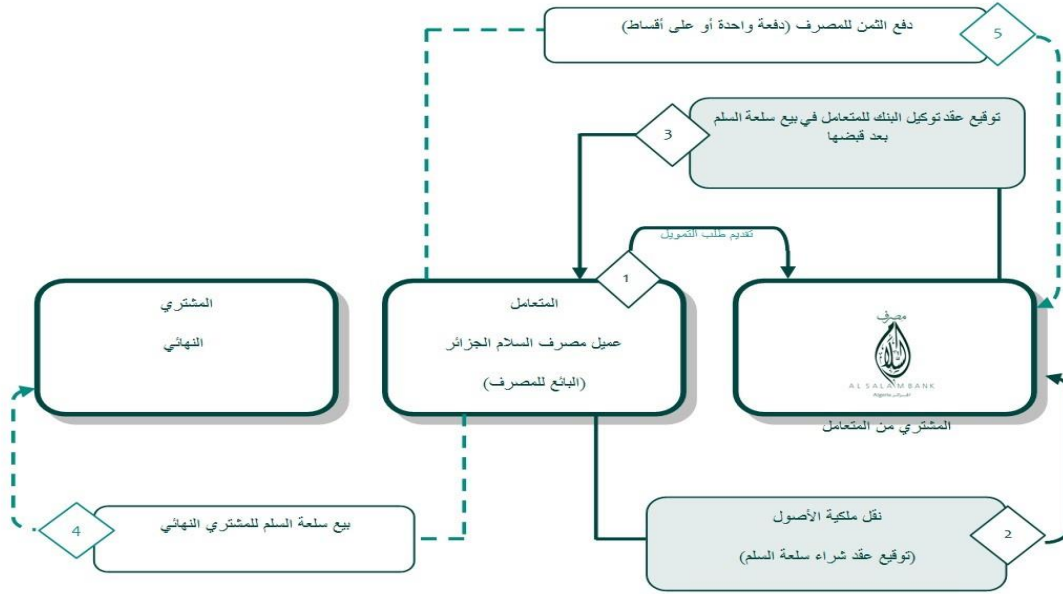 دفع الثمن للمصرف (دفعة واحدة أو على أقساط)
5
توقيع عقد توكيل البنك للمتعامل في بيع سلعة السلم
بعد قبضها
3
تقديم طلب التمويل
1
المشتري
النهائي
المتعامل
عميل مصرف السلام الجزائر
(البائع للمصرف)
مصرف
السلام
AL SALAM BANK
Algeria الجزائر
المشتري من المتعامل
نقل ملكية الأصول
(توقيع عقد شراء سلعة السلم)
2
بيع سلعة السلم للمشتري النهائي
4